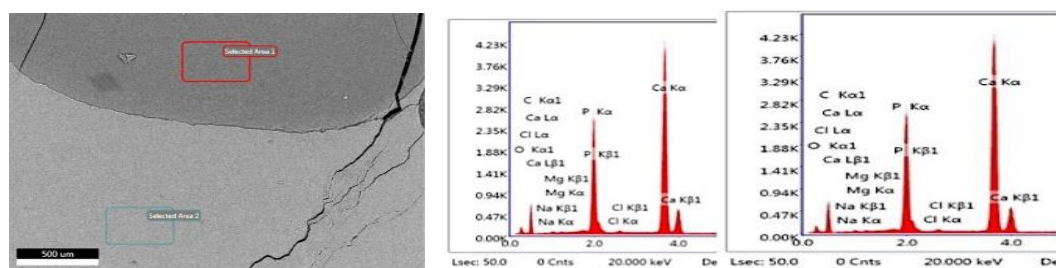 Selected Area 1
Selected Area 2
500 um
4.23K
3.76K
3.29K
2.82K
2.35K
1.88K
1.41K
0.94K
0.47K
0.00K
C Kα1
Ca Lα
Cl Lα
O Kα1
Ca Lβ1
Mg Kβ1
Mg Kα
Na Kβ1
Na Kα
P Kα
P Kβ1
Cl Kβ1
Cl Kα
Ca Kα
Ca Kβ1
0.0 2.0 4.0
Lsec: 50.0 0 Cnts 20.000 keV De
4.23K
3.76K
3.29K
2.82K
2.35K
1.88K
1.41K
0.94K
0.47K
0.00K
C Kα1
Ca Lα
Cl Lα
O Kα1
Ca Lβ1
Mg Kβ1
Mg Kα
Na Kβ1
Na Kα
P Kα
P Kβ1
Cl Kβ1
Cl Kα
Ca Kα
Ca Kβ1
0.0 2.0 4.0
Lsec: 50.0 0 Cnts 20.000 keV De